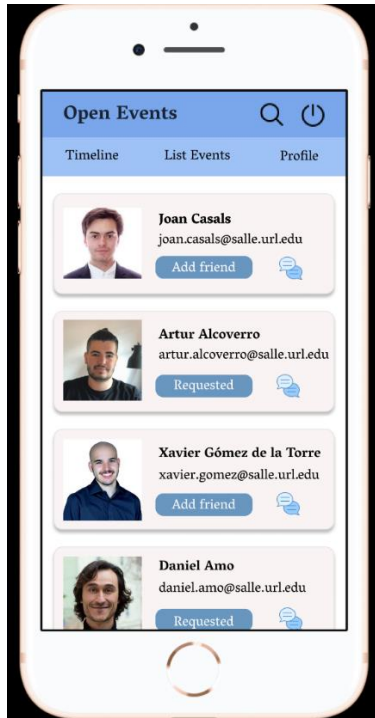 Open Events
Timeline List Events Profile
Joan Casals
joan.casals@salle.url.edu
Add friend
Artur Alcoverro
artur.alcoverro@salle.url.edu
Requested
Xavier Gómez de la Torre
xavier.gomez@salle.url.edu
Add friend
Daniel Amo
daniel.amo@salle.url.edu
Requested